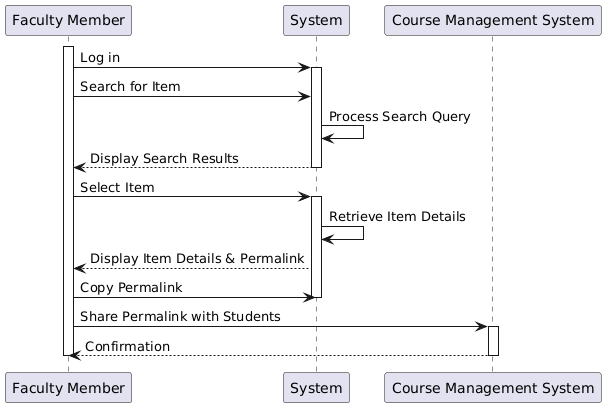 Faculty Member System Course Management System
Log in
Search for Item
Process Search Query
Display Search Results
Select Item
Retrieve Item Details
Display Item Details & Permalink
Copy Permalink
Share Permalink with Students
Confirmation
Faculty Member System Course Management System